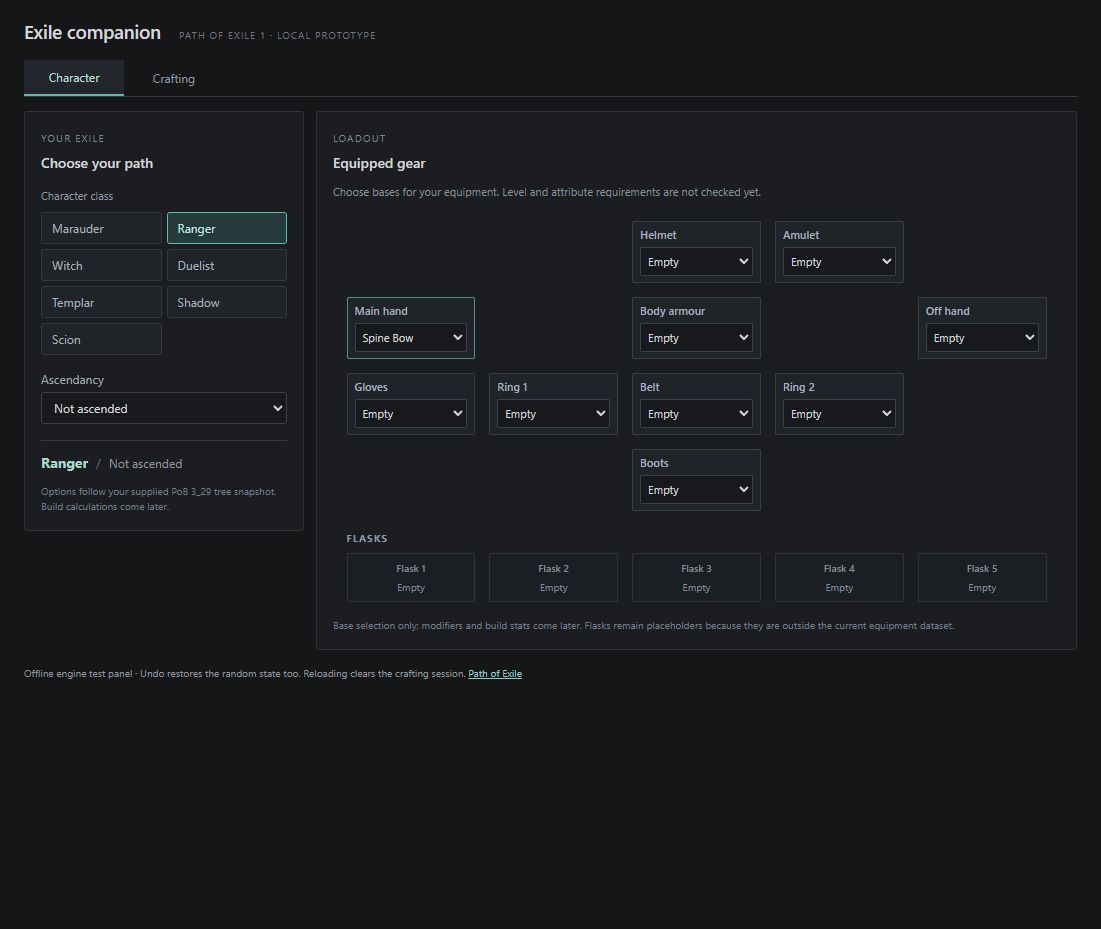 Exile companion PATH OF EXILE 1 · LOCAL PROTOTYPE
Character Crafting
YOUR EXILE
Choose your path
Character class
Marauder Ranger
Witch Duelist
Templar Shadow
Scion
Ascendancy
Not ascended
Ranger / Not ascended
Options follow your supplied PoB 3_29 tree snapshot.
Build calculations come later.
LOADOUT
Equipped gear
Choose bases for your equipment. Level and attribute requirements are not checked yet.
Helmet Amulet
Empty Empty
Main hand Body armour Off hand
Spine Bow Empty Empty
Gloves Ring 1 Belt Ring 2
Empty Empty Empty Empty
Boots
Empty
FLASKS
Flask 1 Flask 2 Flask 3 Flask 4 Flask 5
Empty Empty Empty Empty Empty
Base selection only; modifiers and build stats come later. Flasks remain placeholders because they are outside the current equipment dataset.
Offline engine test panel · Undo restores the random state too. Reloading clears the crafting session. Path of Exile